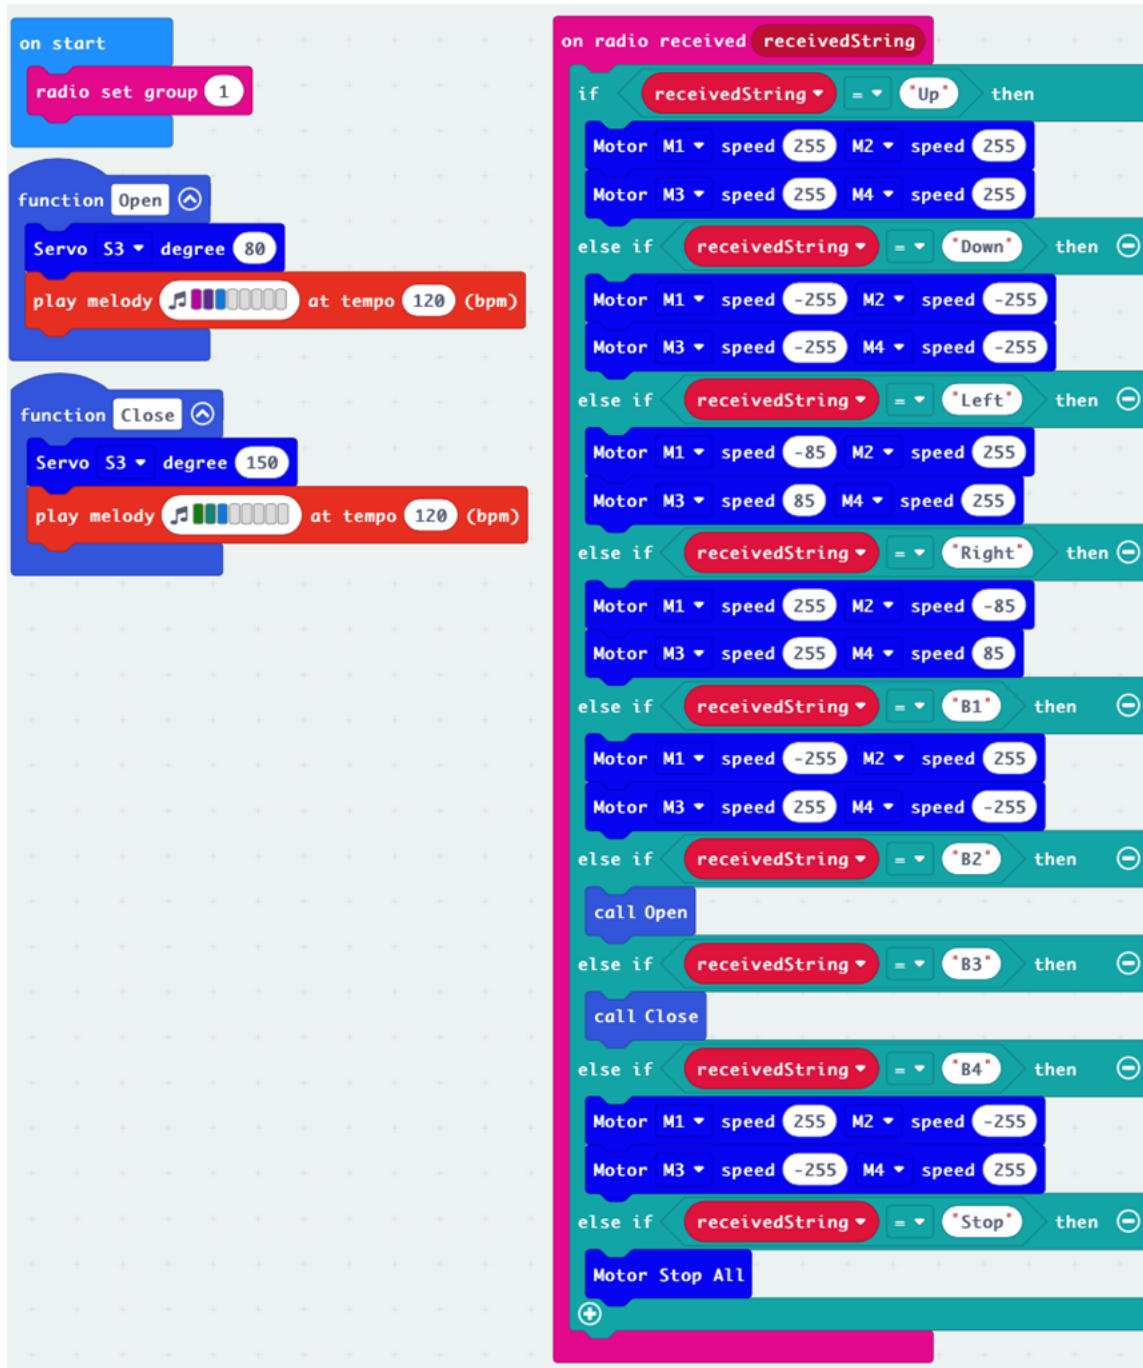 on start
radio set group 1
function Open
Servo S3 degree 80
play melody at tempo 120 (bpm)
function Close
Servo S3 degree 150
play melody at tempo 120 (bpm)
on radio received receivedString
if receivedString = "Up" then
Motor M1 speed 255 M2 speed 255
Motor M3 speed 255 M4 speed 255
else if receivedString = "Down" then
Motor M1 speed -255 M2 speed -255
Motor M3 speed -255 M4 speed -255
else if receivedString = "Left" then
Motor M1 speed -85 M2 speed 255
Motor M3 speed 85 M4 speed 255
else if receivedString = "Right" then
Motor M1 speed 255 M2 speed -85
Motor M3 speed 255 M4 speed 85
else if receivedString = "B1" then
Motor M1 speed -255 M2 speed 255
Motor M3 speed 255 M4 speed -255
else if receivedString = "B2" then
call Open
else if receivedString = "B3" then
call Close
else if receivedString = "B4" then
Motor M1 speed 255 M2 speed -255
Motor M3 speed -255 M4 speed 255
else if receivedString = "Stop" then
Motor Stop All